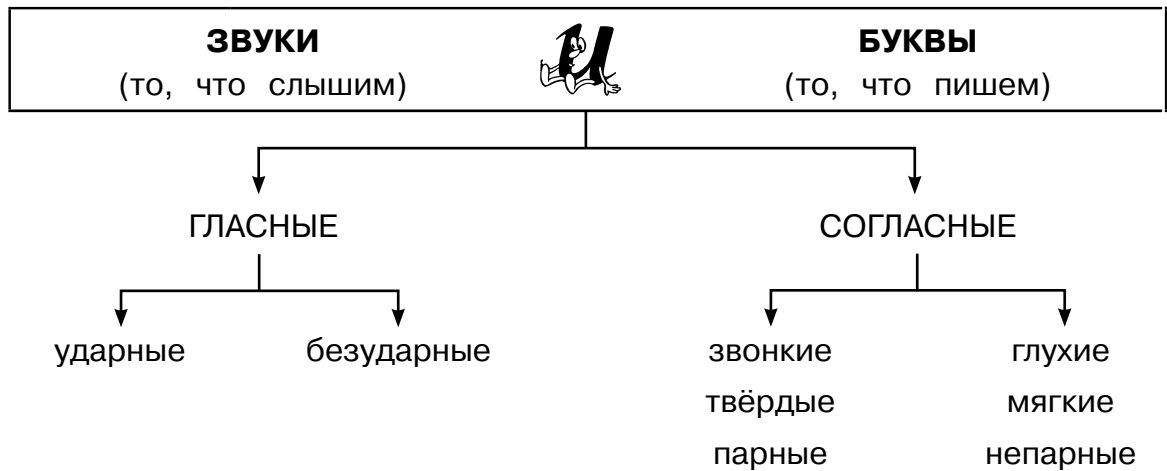 ЗВУКИ И БУКВЫ
(то, что слышим) (то, что пишем)
ГЛАСНЫЕ СОГЛАСНЫЕ
ударные безударные звонкие глухие
твёрдые мягкие
парные непарные